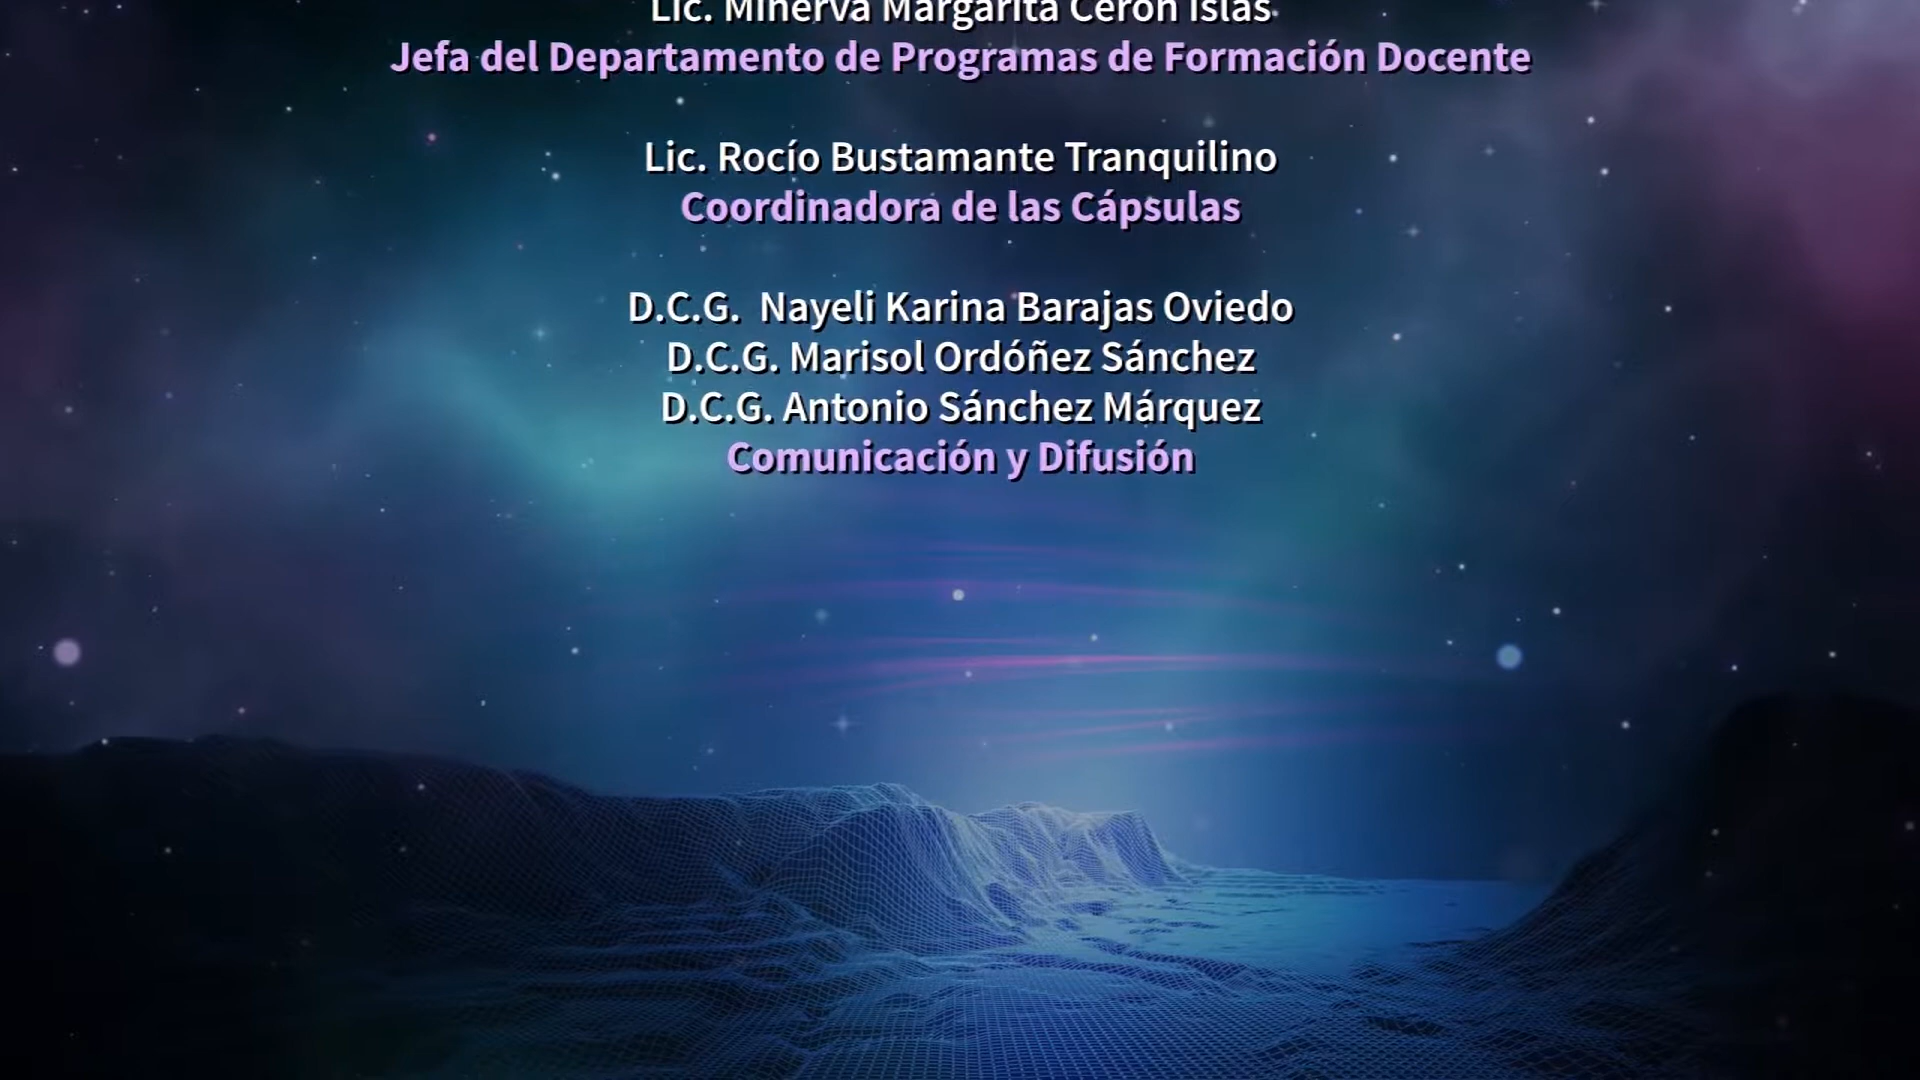 Lic. Minerva Margarita Cerón Islas
Jefa del Departamento de Programas de Formación Docente
Lic. Rocío Bustamante Tranquilino
Coordinadora de las Cápsulas
D.C.G. Nayeli Karina Barajas Oviedo
D.C.G. Marisol Ordóñez Sánchez
D.C.G. Antonio Sánchez Márquez
Comunicación y Difusión